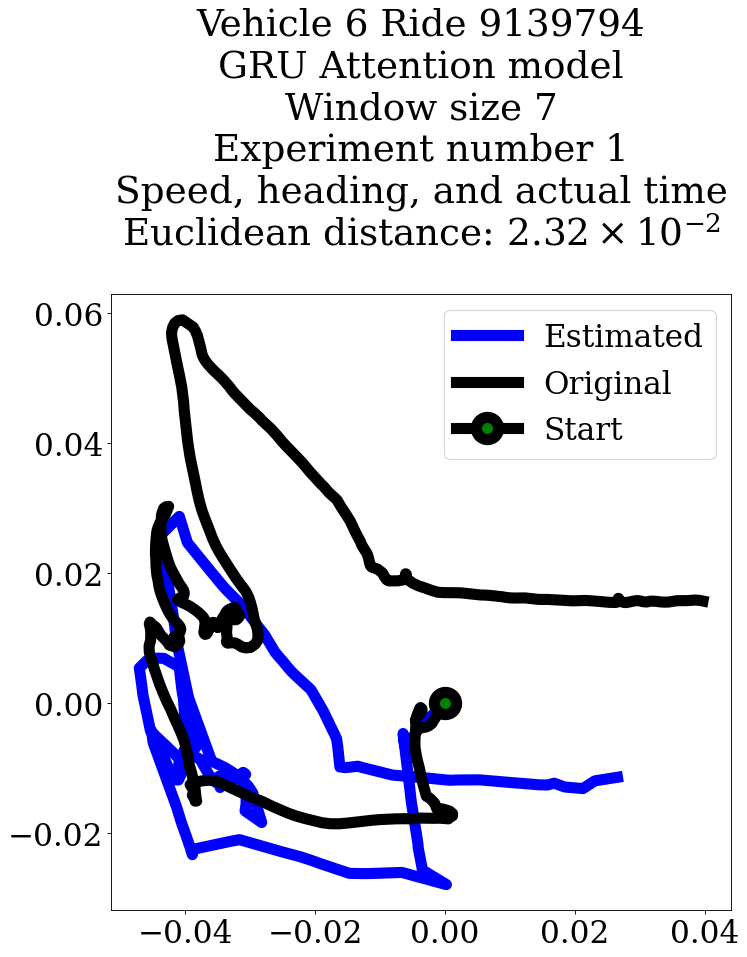 Vehicle 6 Ride 9139794
GRU Attention model
Window size 7
Experiment number 1
Speed, heading, and actual time
Euclidean distance: 2.32 × 10⁻²
0.06
0.04
0.02
0.00
−0.02
Estimated
Original
Start
−0.04 −0.02 0.00 0.02 0.04